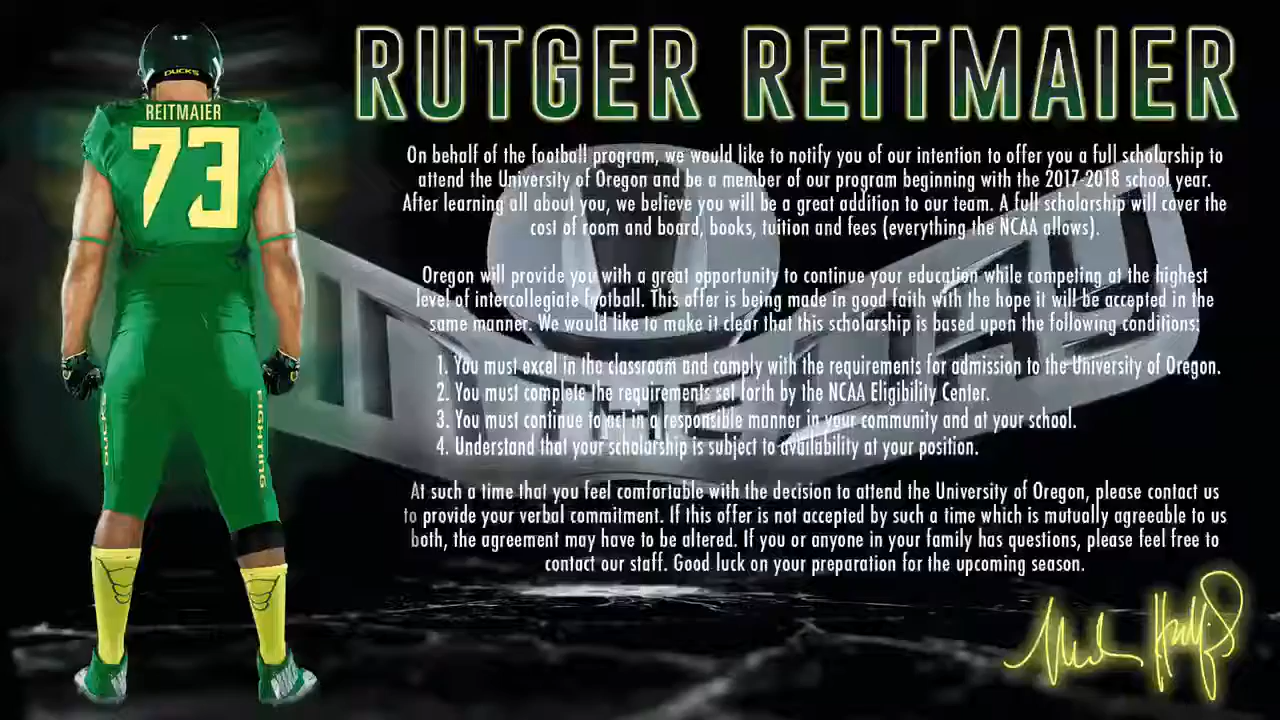 RUTGER REITMAIER
DUCKS
REITMAIER
73
DUCKS
FIGHTING
On behalf of the football program, we would like to notify you of our intention to offer you a full scholarship to
attend the University of Oregon and be a member of our program beginning with the 2017-2018 school year.
After learning all about you, we believe you will be a great addition to our team. A full scholarship will cover the
cost of room and board, books, tuition and fees (everything the NCAA allows).
Oregon will provide you with a great opportunity to continue your education while competing at the highest
level of intercollegiate football. This offer is being made in good faith with the hope it will be accepted in the
same manner. We would like to make it clear that this scholarship is based upon the following conditions:
1. You must excel in the classroom and comply with the requirements for admission to the University of Oregon.
2. You must complete the requirements set forth by the NCAA Eligibility Center.
3. You must continue to act in a responsible manner in your community and at your school.
4. Understand that your scholarship is subject to availability at your position.
At such a time that you feel comfortable with the decision to attend the University of Oregon, please contact us
to provide your verbal commitment. If this offer is not accepted by such a time which is mutually agreeable to us
both, the agreement may have to be altered. If you or anyone in your family has questions, please feel free to
contact our staff. Good luck on your preparation for the upcoming season.